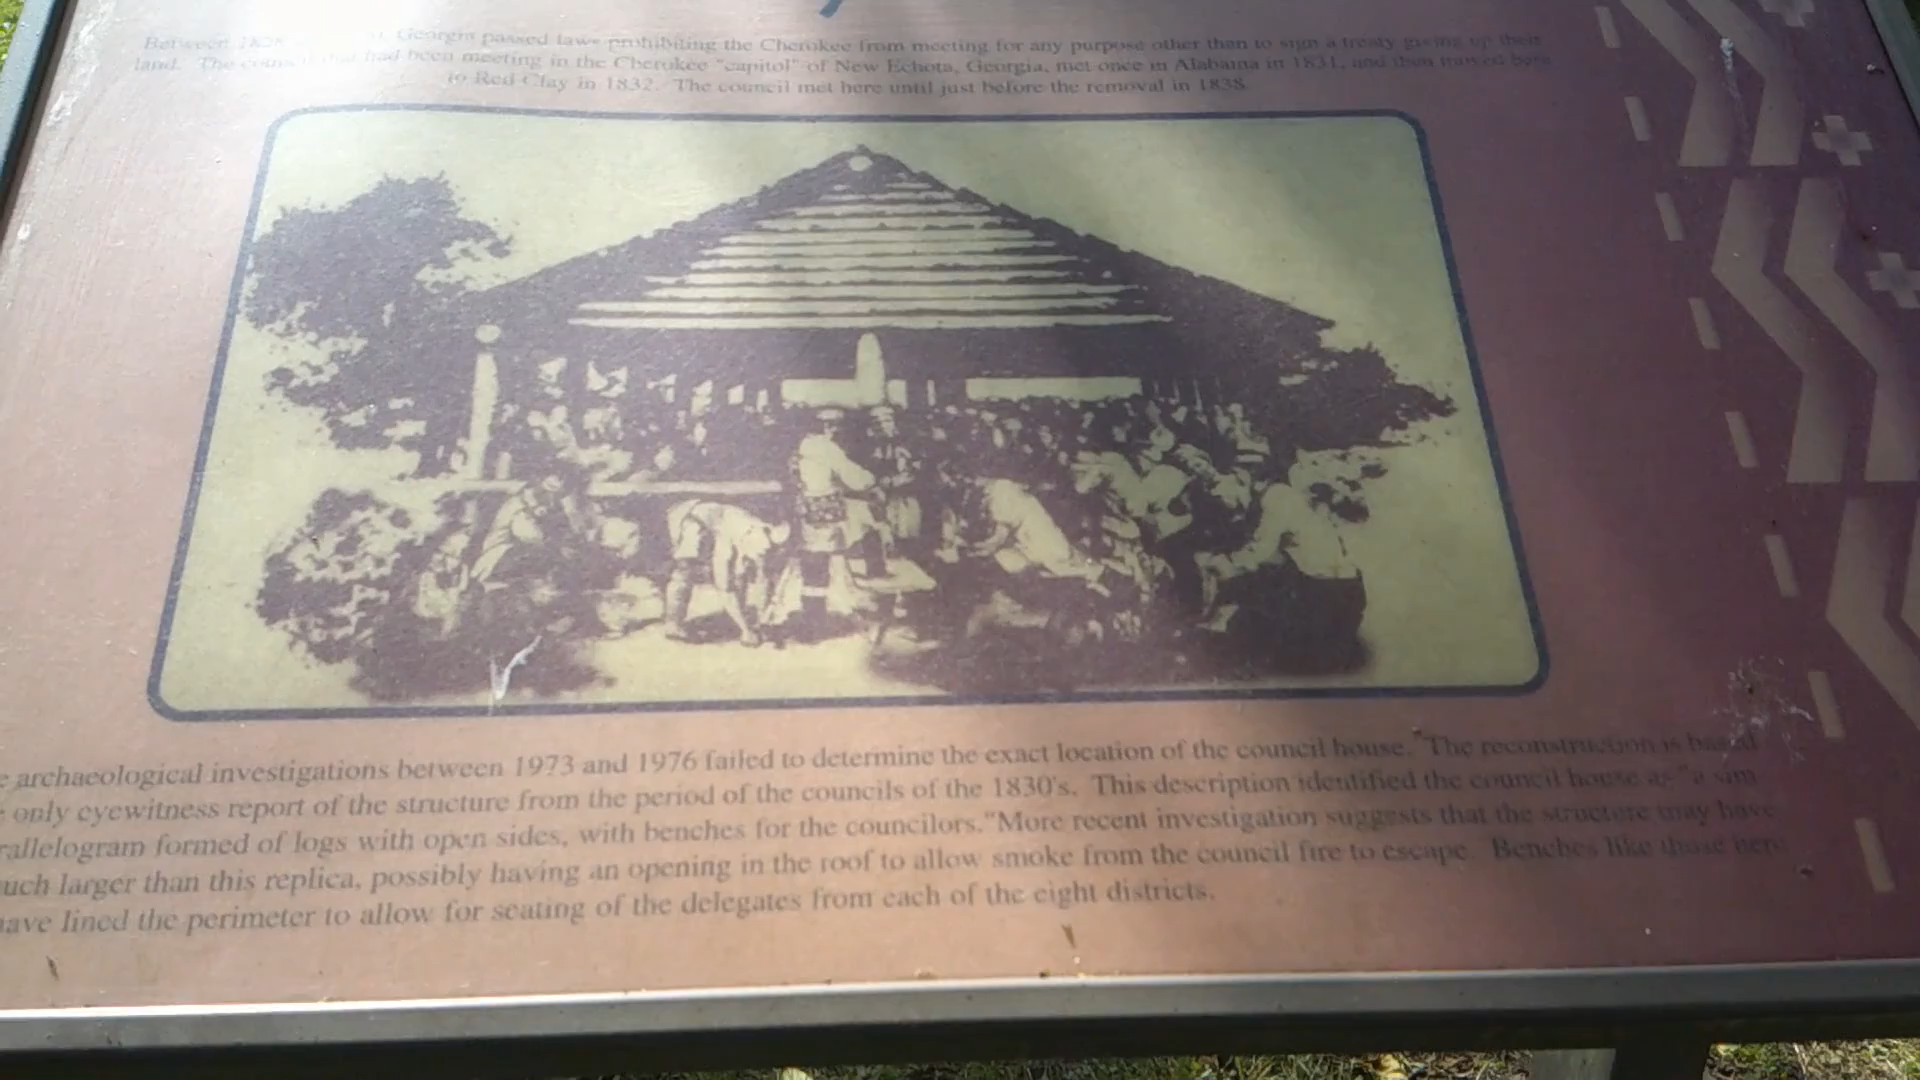 Between 1828 Georgia passed laws prohibiting the Cherokee from meeting for any purpose other than to sign a treaty giving up their
land. The council that had been meeting in the Cherokee "capitol" of New Echota, Georgia, met once in Alabama in 1831, and then moved here
to Red Clay in 1832. The council met here until just before the removal in 1838.
archaeological investigations between 1973 and 1976 failed to determine the exact location of the council house. The reconstruction is based
only eyewitness report of the structure from the period of the councils of the 1830's. This description identified the council house as "a sim
rallelogram formed of logs with open sides, with benches for the councilors." More recent investigation suggests that the structure may have
uch larger than this replica, possibly having an opening in the roof to allow smoke from the council fire to escape. Benches like those here
have lined the perimeter to allow for seating of the delegates from each of the eight districts.